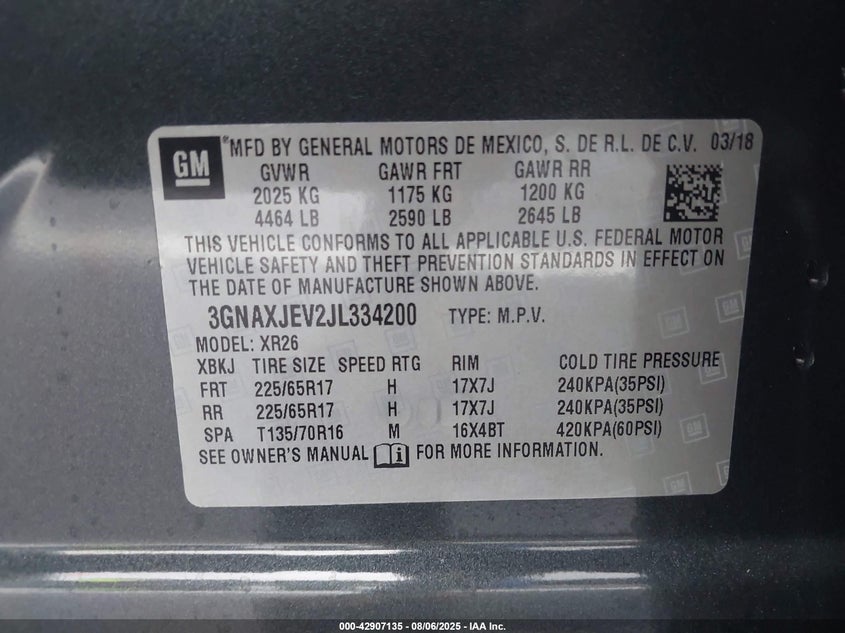 GM
MFD BY GENERAL MOTORS DE MEXICO, S. DE R.L. DE C.V. 03/18
GVWR GAWR FRT GAWR RR
2025 KG 1175 KG 1200 KG
4464 LB 2590 LB 2645 LB
THIS VEHICLE CONFORMS TO ALL APPLICABLE U.S. FEDERAL MOTOR
VEHICLE SAFETY AND THEFT PREVENTION STANDARDS IN EFFECT ON
THE DATE OF MANUFACTURE SHOWN ABOVE.
3GNAXJEV2JL334200 TYPE: M.P.V.
MODEL: XR26
XBKJ TIRE SIZE SPEED RTG RIM COLD TIRE PRESSURE
FRT 225/65R17 H 17X7J 240KPA(35PSI)
RR 225/65R17 H 17X7J 240KPA(35PSI)
SPA T135/70R16 M 16X4BT 420KPA(60PSI)
SEE OWNER'S MANUAL i FOR MORE INFORMATION.
000-42907135 - 08/06/2025 - IAA Inc.